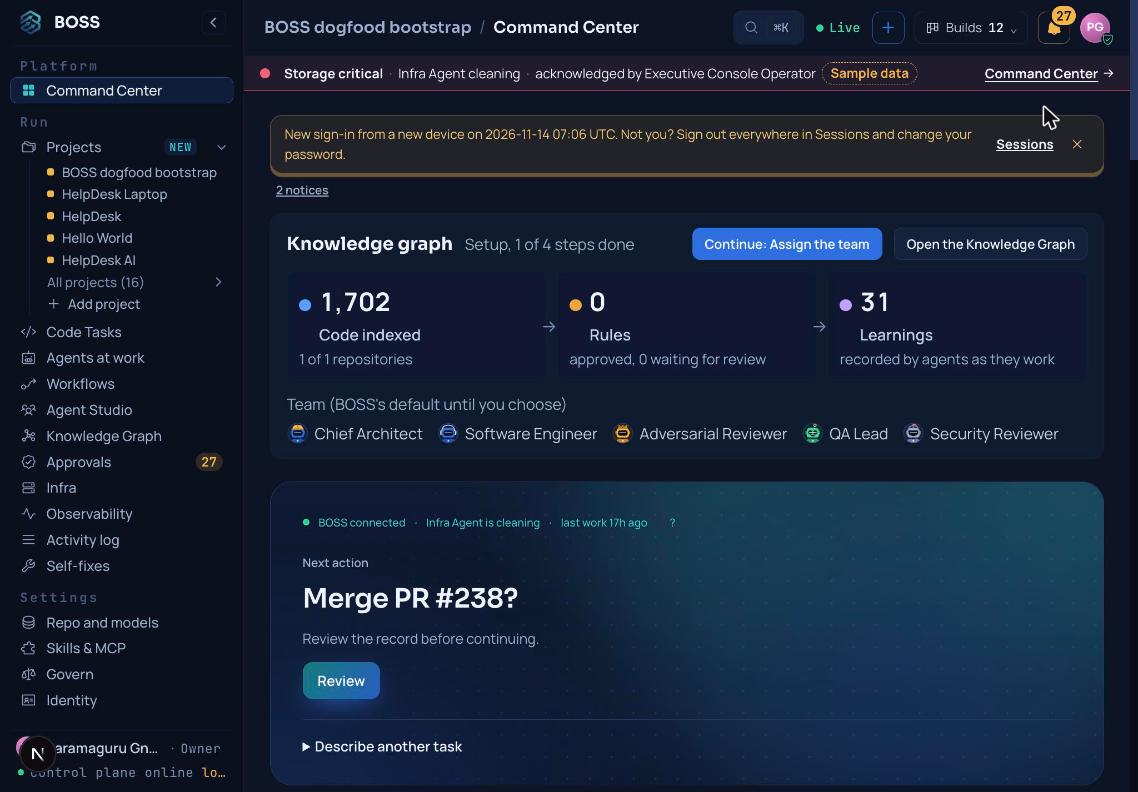 BOSS
BOSS dogfood bootstrap / Command Center
⌘K
Live
Builds 12
27
PG
Storage critical · Infra Agent cleaning · acknowledged by Executive Console Operator Sample data
Command Center →
Platform
Command Center
Run
Projects NEW
BOSS dogfood bootstrap
HelpDesk Laptop
HelpDesk
Hello World
HelpDesk AI
All projects (16)
+ Add project
Code Tasks
Agents at work
Workflows
Agent Studio
Knowledge Graph
Approvals 27
Infra
Observability
Activity log
Self-fixes
Settings
Repo and models
Skills & MCP
Govern
Identity
N
aramaguru Gn… · Owner
control plane online lo…
New sign-in from a new device on 2026-11-14 07:06 UTC. Not you? Sign out everywhere in Sessions and change your
password.
Sessions
2 notices
Knowledge graph Setup, 1 of 4 steps done
Continue: Assign the team
Open the Knowledge Graph
1,702
Code indexed
1 of 1 repositories
→
0
Rules
approved, 0 waiting for review
→
31
Learnings
recorded by agents as they work
Team (BOSS's default until you choose)
Chief Architect Software Engineer Adversarial Reviewer QA Lead Security Reviewer
BOSS connected · Infra Agent is cleaning · last work 17h ago ?
Next action
Merge PR #238?
Review the record before continuing.
Review
Describe another task